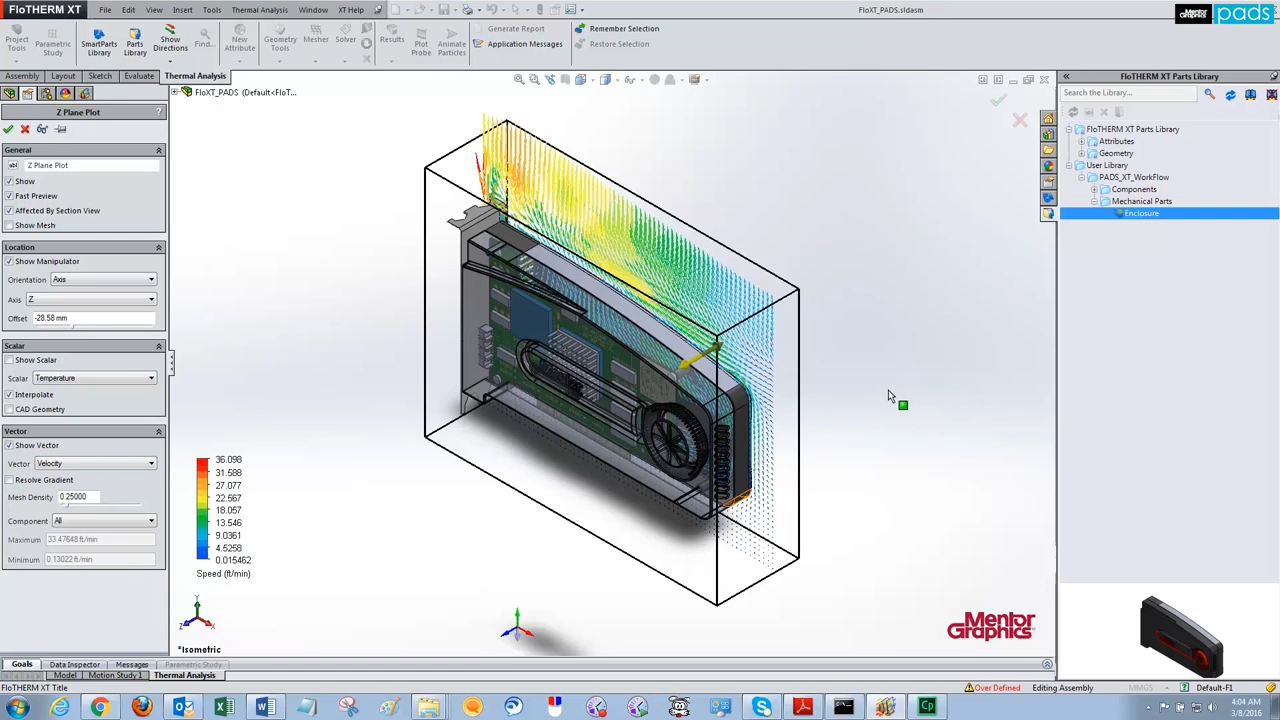 FloTHERM XT
File Edit View Insert Tools Thermal Analysis Window XT Help
FloXT_PADS.sldasm
Mentor Graphics pads
Project Tools
Parametric Study
SmartParts Library
Parts Library
Show Directions
Find...
New Attribute
Geometry Tools
Mesher
Solver
Results
Plot Probe
Animate Particles
Generate Report
Application Messages
Remember Selection
Restore Selection
Assembly Layout Sketch Evaluate Thermal Analysis
FloTHERM XT Parts Library
Z Plane Plot ?
FloXT_PADS (Default<FloT...
Search the Library...
General
Z Plane Plot
Show
Fast Preview
Affected By Section View
Show Mesh
Location
Show Manipulator
Orientation Axis
Axis Z
Offset -28.58 mm
Scalar
Show Scalar
Scalar Temperature
Interpolate
CAD Geometry
Vector
Show Vector
Vector Velocity
Resolve Gradient
Mesh Density 0.25000
Component All
Maximum 33.47648 ft/min
Minimum 0.13022 ft/min
36.098
31.588
27.077
22.567
18.057
13.546
9.0361
4.5258
0.015462
Speed (ft/min)
Y
Z X
*Isometric
Mentor Graphics
FloTHERM XT Parts Library
Attributes
Geometry
User Library
PADS_XT_WorkFlow
Components
Mechanical Parts
Enclosure
Goals Data Inspector Messages Parametric Study
Model Motion Study 1 Thermal Analysis
FloTHERM XT Title
Over Defined Editing Assembly MMGS ? Default-F1
4:04 AM
3/8/2016